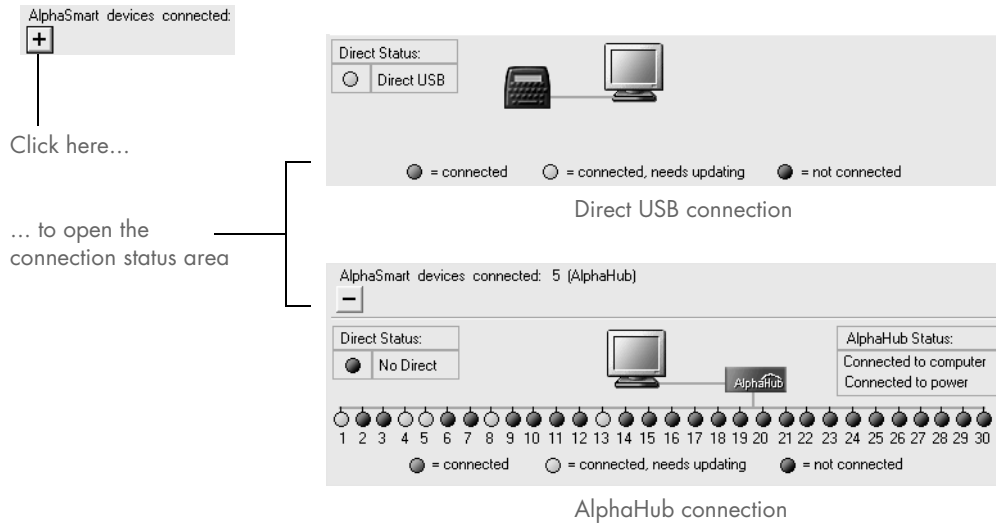 AlphaSmart devices connected:
+
Click here...
... to open the
connection status area
Direct Status:
Direct USB
= connected
= connected, needs updating
= not connected
Direct USB connection
AlphaSmart devices connected: 5 (AlphaHub)
−
Direct Status:
No Direct
AlphaHub
AlphaHub Status:
Connected to computer
Connected to power
1 2 3 4 5 6 7 8 9 10 11 12 13 14 15 16 17 18 19 20 21 22 23 24 25 26 27 28 29 30
= connected
= connected, needs updating
= not connected
AlphaHub connection